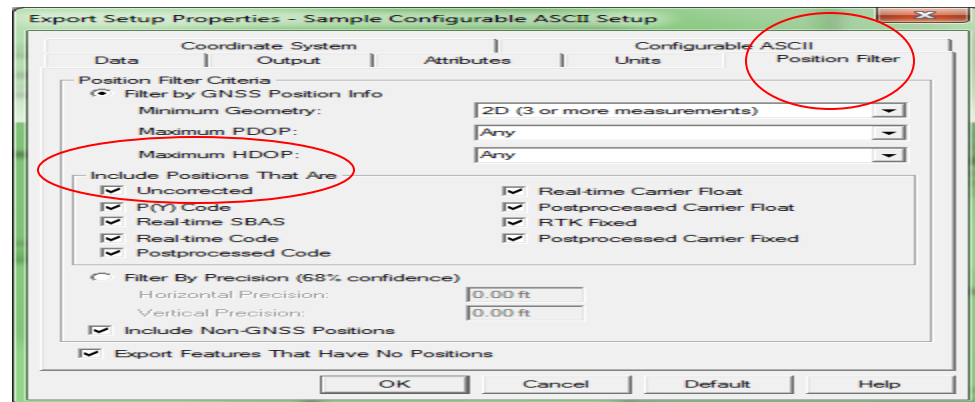 Export Setup Properties - Sample Configurable ASCII Setup
Coordinate System Configurable ASCII
Data Output Attributes Units Position Filter
Position Filter Criteria
Filter by GNSS Position Info
Minimum Geometry: 2D (3 or more measurements)
Maximum PDOP: Any
Maximum HDOP: Any
Include Positions That Are
Uncorrected Real-time Carrier Float
P(Y) Code Postprocessed Carrier Float
Real-time SBAS RTK Fixed
Real-time Code Postprocessed Carrier Fixed
Postprocessed Code
Filter By Precision (68% confidence)
Horizontal Precision: 0.00 ft
Vertical Precision: 0.00 ft
Include Non-GNSS Positions
Export Features That Have No Positions
OK Cancel Default Help